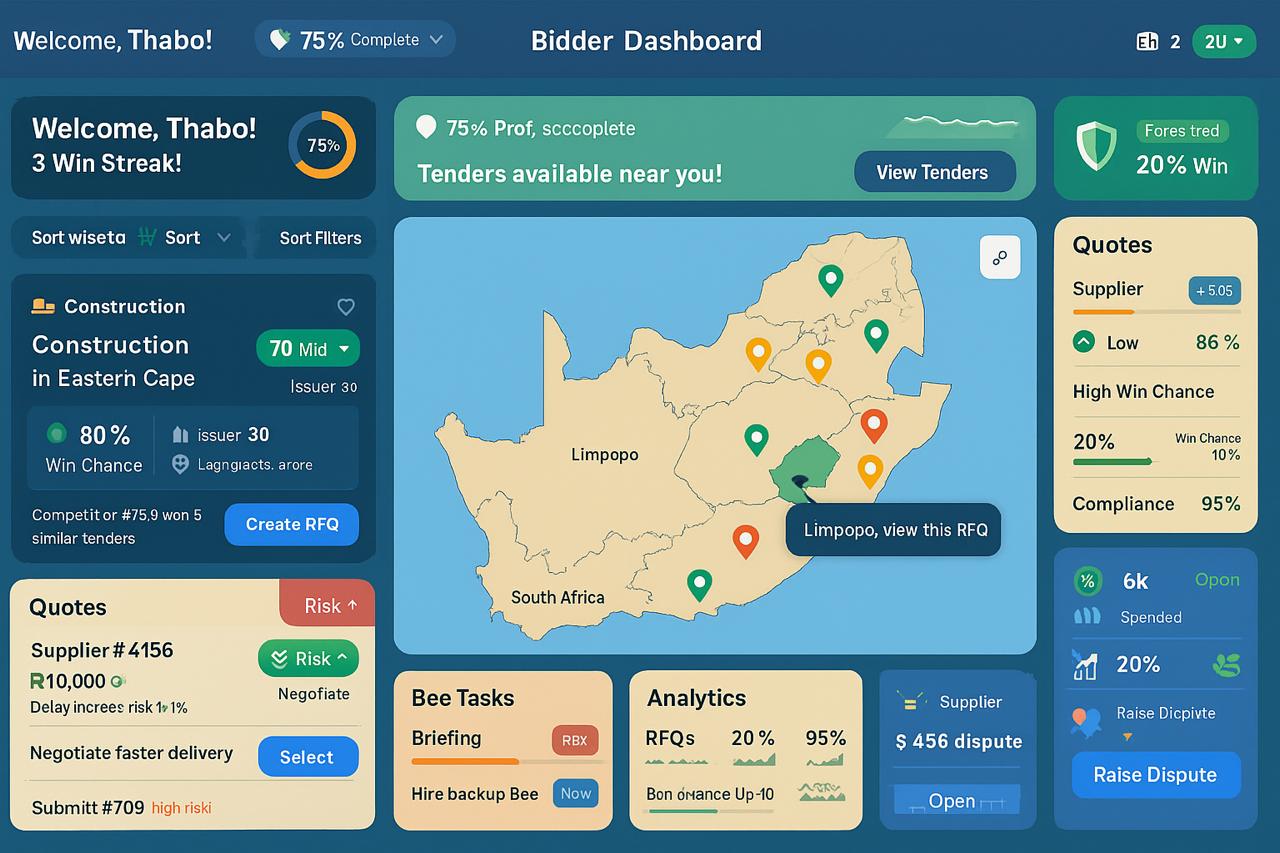 Welcome, Thabo!
75% Complete
Bidder Dashboard
Eh 2
2U
Welcome, Thabo!
3 Win Streak!
75%
75% Prof, scccoplete
Tenders available near you!
View Tenders
Fores tred
20% Win
Sort wiseta
Sort
Sort FIlters
Construction
Construction
in Eastern Cape
70 Mid
Issuer 30
80%
Win Chance
issuer 30
Lagngıacts. arore
Competit or #75,9 won 5
similar tenders
Create RFQ
Limpopo
South Africa
Limpopo, view this RFQ
Quotes
Supplier
+ 5.05
Low 86 %
High Win Chance
20%
Win Chance
10%
Compliance 95%
Quotes
Risk ↑
Supplier # 4156
R10,000
Risk ^
Negofiate
Delay increes risk 1 1%
Negotiate faster delivery
Select
Submitt #709 high riski
Bee Tasks
Briefing
RBX
Hire backup Bee
Now
Analytics
RFQs 20 % 95%
Bon óмance Up-10
Supplier
$ 456 dispute
Open
% 6k Opon
Spended
20%
Raise Dicpivte
Raise Dispute